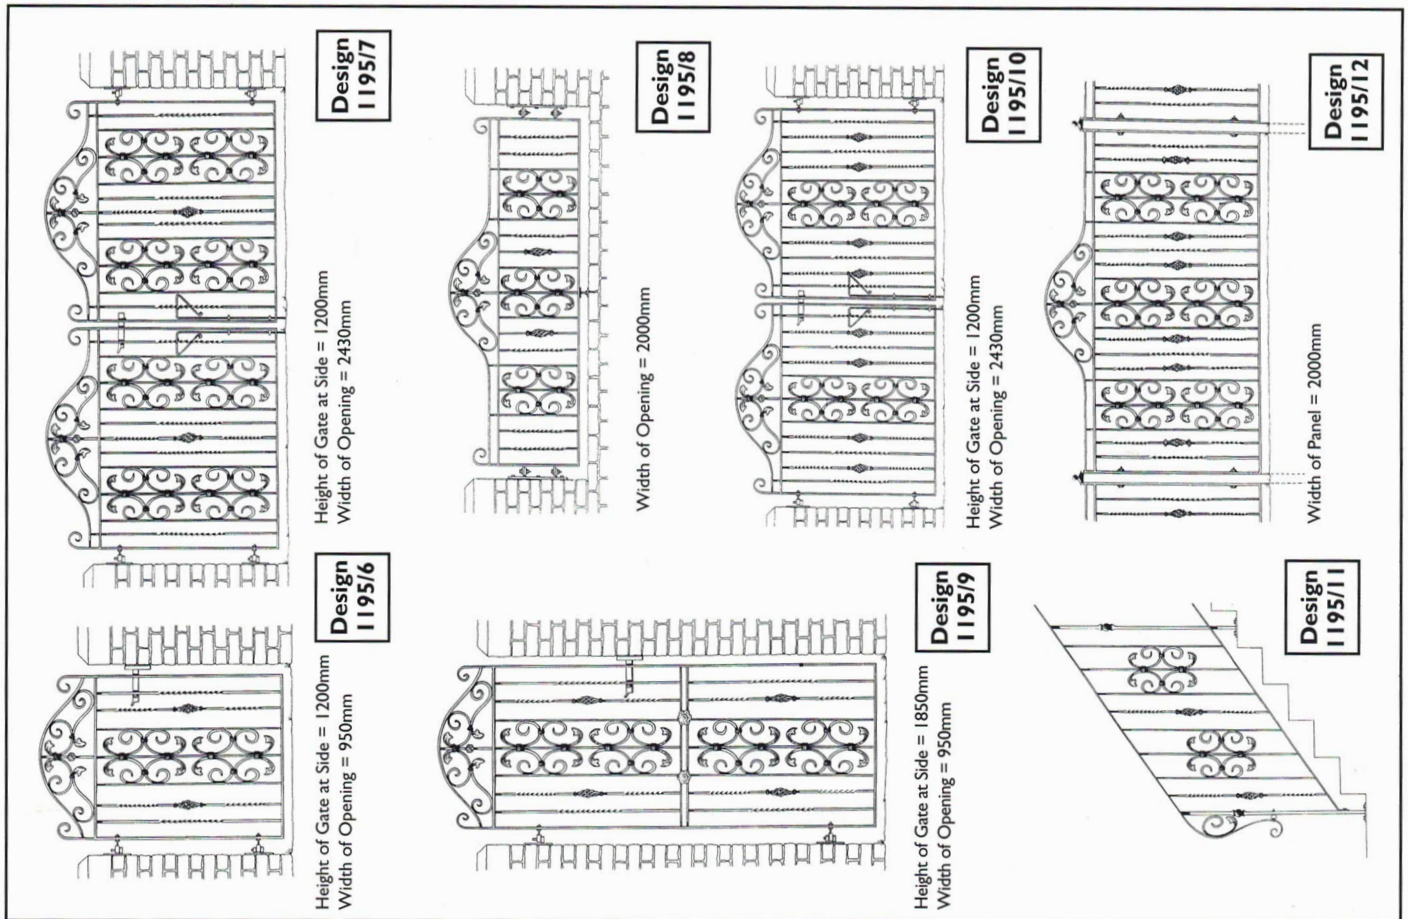 Height of Gate at Side = 1200mm
Width of Opening = 950mm
Design
1195/6
Height of Gate at Side = 1200mm
Width of Opening = 2430mm
Design
1195/7
Width of Opening = 2000mm
Design
1195/8
Height of Gate at Side = 1850mm
Width of Opening = 950mm
Design
1195/9
Height of Gate at Side = 1200mm
Width of Opening = 2430mm
Design
1195/10
Design
1195/11
Width of Panel = 2000mm
Design
1195/12